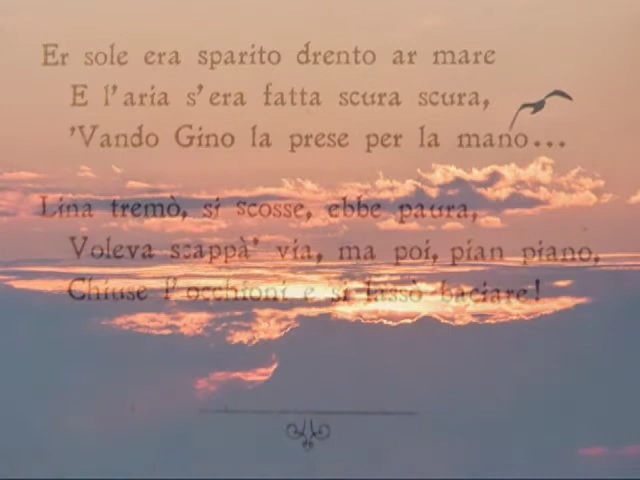 Er sole era sparito drento ar mare
E l'aria s'era fatta scura scura,
'Vando Gino la prese per la mano...
Lina tremò, si scosse, ebbe paura,
Voleva scappà' via, ma poi, pian piano,
Chiuse l'occhioni e si lassò baciare!